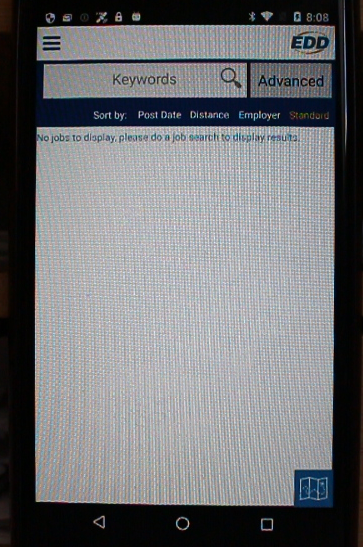 8:08
EDD
Keywords Advanced
Sort by: Post Date Distance Employer Standard
No jobs to display, please do a job search to display results.